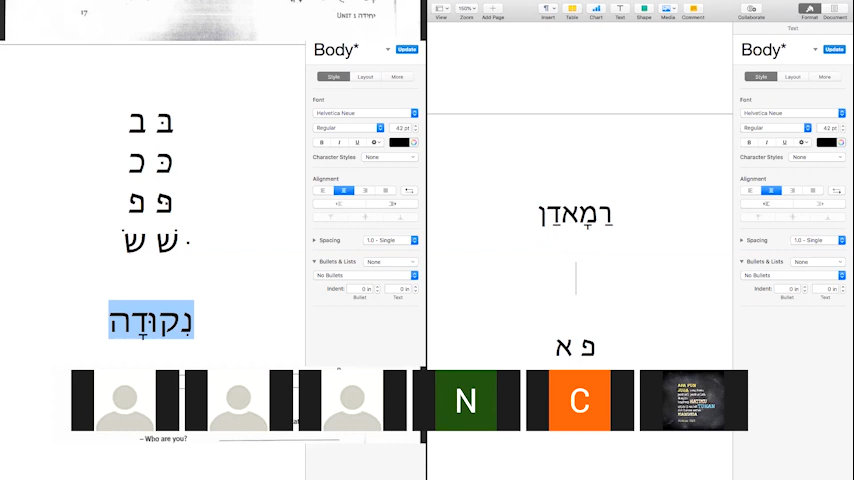 17
UNIT 1 יחידה
Body*
Update
Style
Layout
More
Font
Helvetica Neue
Regular
42 pt
B I U
Character Styles
None
Alignment
Spacing
1.0 - Single
Bullets & Lists
None
No Bullets
Indent:
0 in
0 in
Bullet
Text
בּ ב
כּ כ
פּ פ
שׁ שׂ
נִקוּדָה
– Who are you?
View
150%
Zoom
Add Page
Insert
Table
Chart
Text
Shape
Media
Comment
Collaborate
Format
Document
Text
Body*
Update
Style
Layout
More
Font
Helvetica Neue
Regular
42 pt
B I U
Character Styles
None
Alignment
Spacing
1.0 - Single
Bullets & Lists
None
No Bullets
Indent:
0 in
0 in
Bullet
Text
רַמָאדַן
פ א
N
C